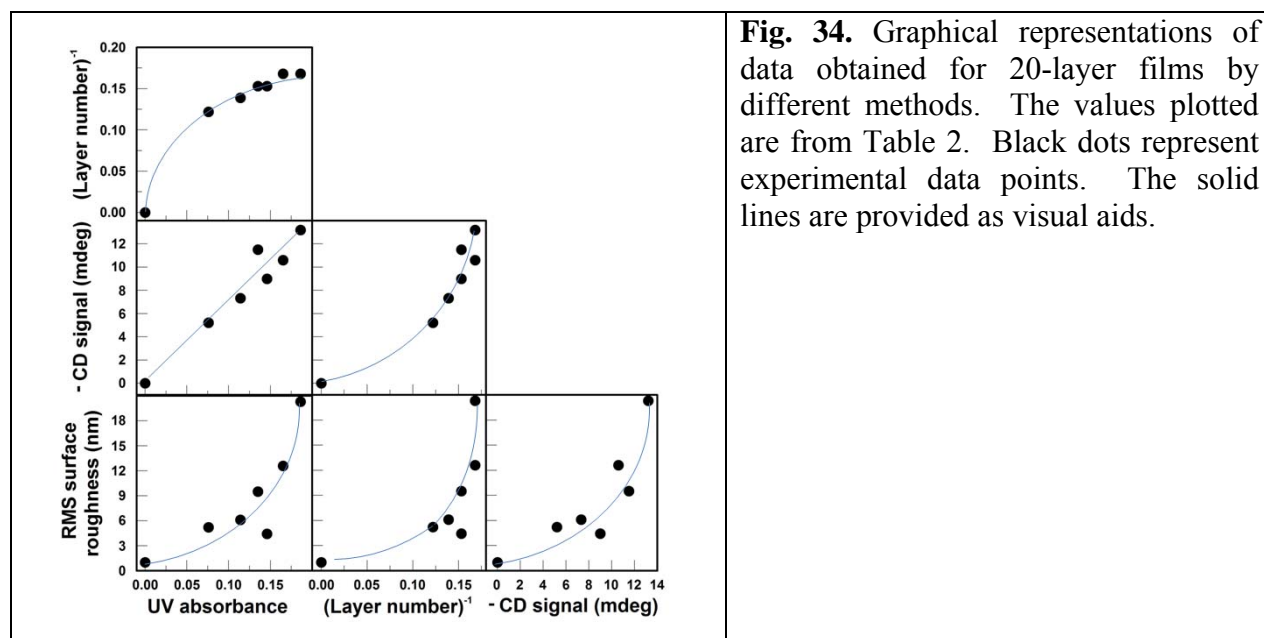 0.20
0.15
0.10
0.05
0.00
(Layer number)⁻¹
12
10
8
6
4
2
0
- CD signal (mdeg)
18
15
12
9
6
3
0
RMS surface
roughness (nm)
0.00 0.05 0.10 0.15
UV absorbance
0.00 0.05 0.10 0.15
(Layer number)⁻¹
0 2 4 6 8 10 12 14
- CD signal (mdeg)
Fig. 34. Graphical representations of
data obtained for 20-layer films by
different methods. The values plotted
are from Table 2. Black dots represent
experimental data points. The solid
lines are provided as visual aids.